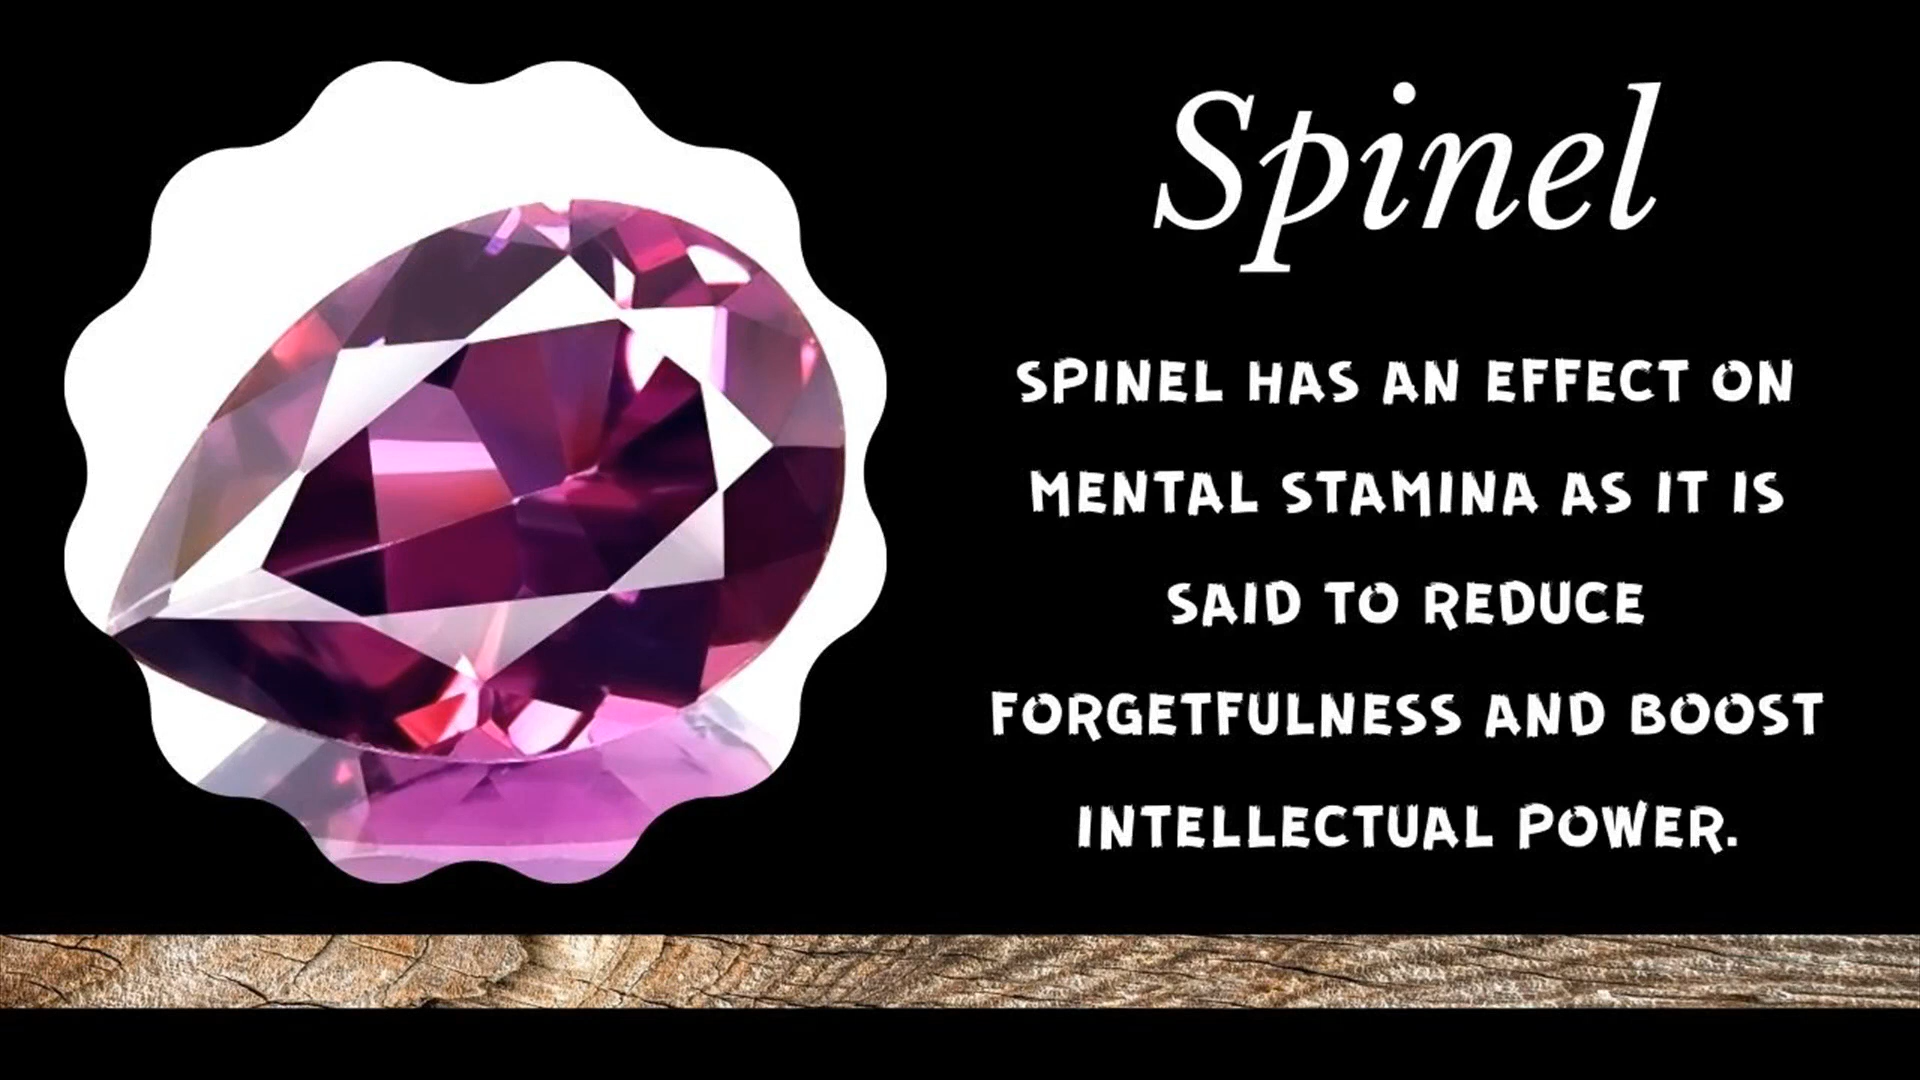 Spinel
SPINEL HAS AN EFFECT ON
MENTAL STAMINA AS IT IS
SAID TO REDUCE
FORGETFULNESS AND BOOST
INTELLECTUAL POWER.